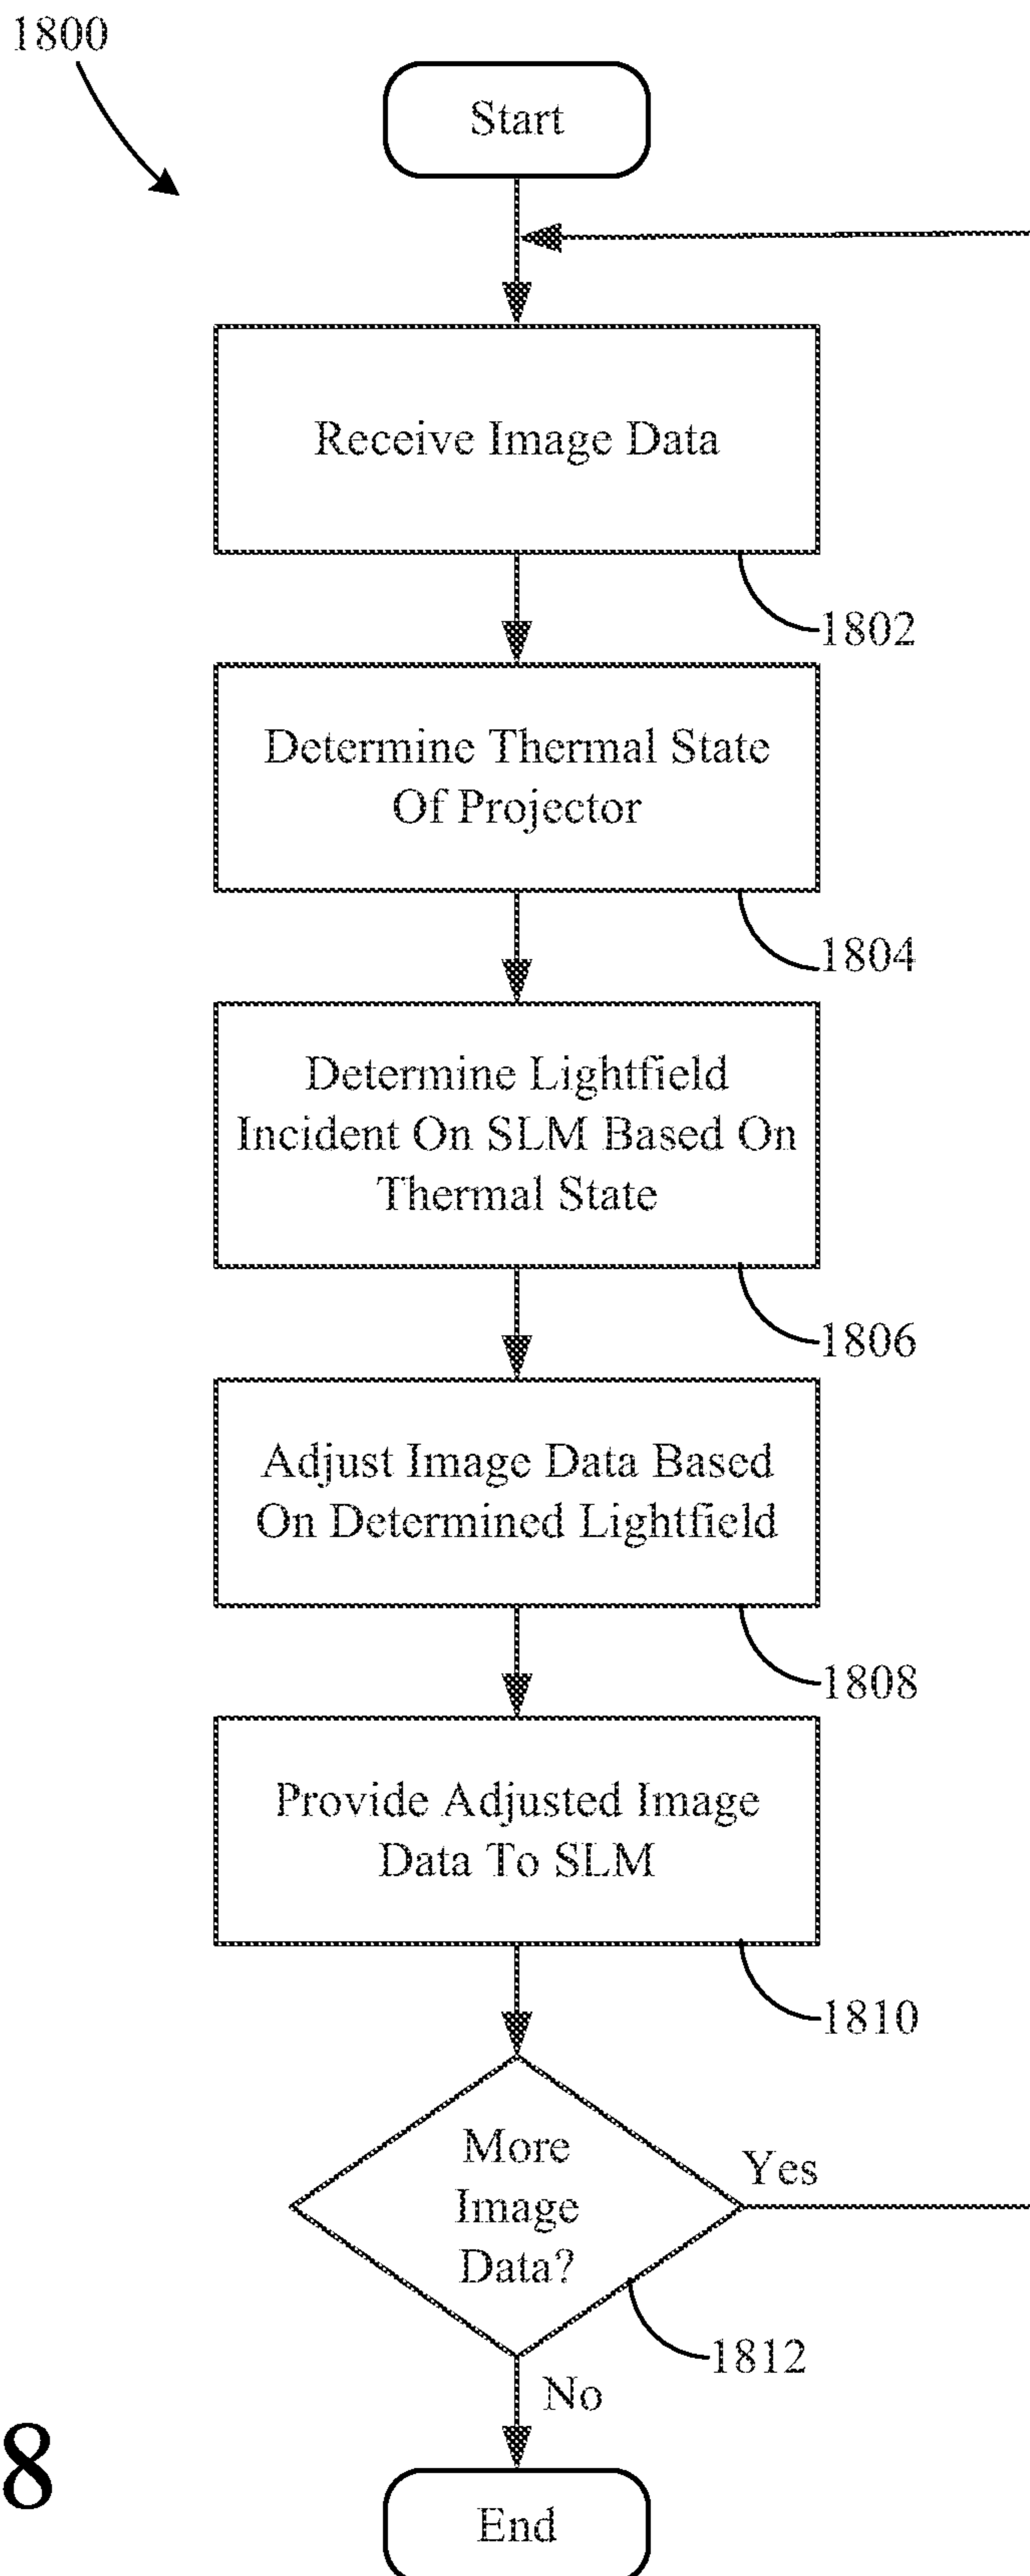 1800
Start
Receive Image Data
1802
Determine Thermal State
Of Projector
1804
Determine Lightfield
Incident On SLM Based On
Thermal State
1806
Adjust Image Data Based
On Determined Lightfield
1808
Provide Adjusted Image
Data To SLM
1810
More
Image
Data?
Yes
1812
No
8
End